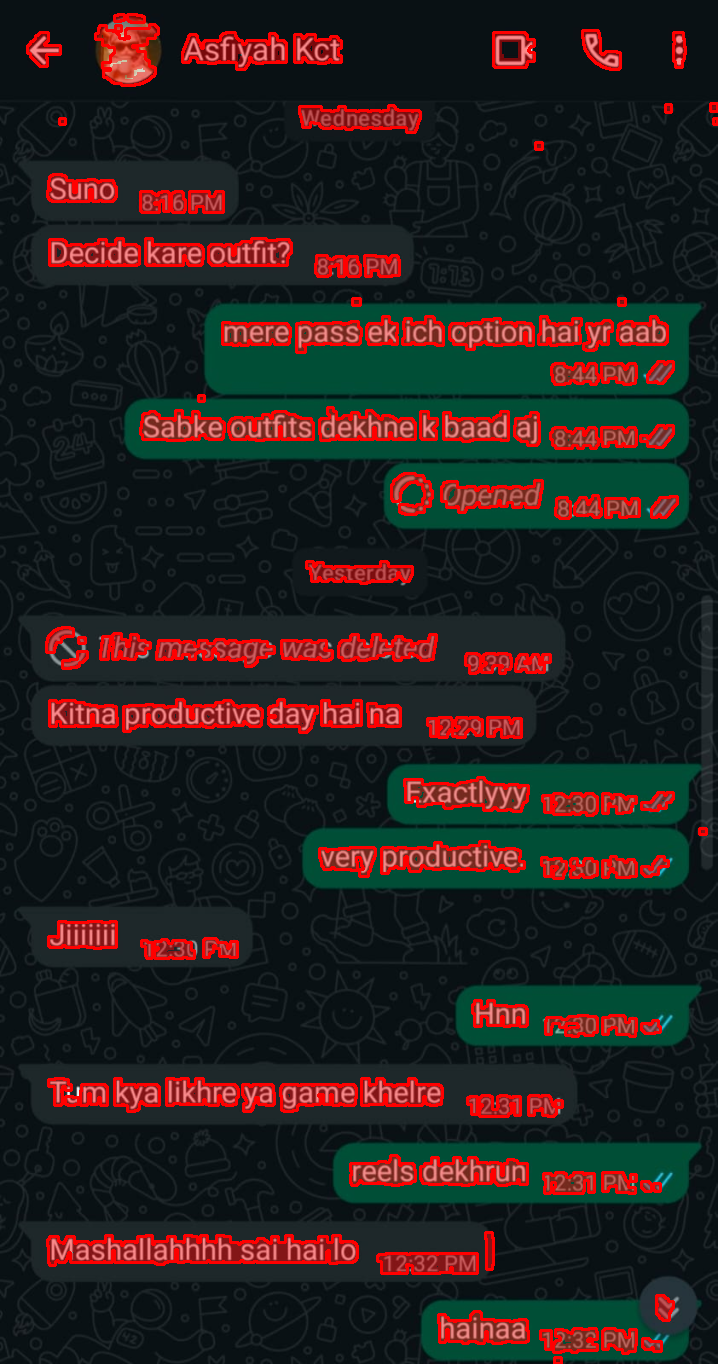 Asfiyah Kct
Wednesday
Suno 8:16 PM
Decide kare outfit? 8:16 PM
mere pass ek ich option hai yr aab
8:44 PM
Sabke outfits dekhne k baad aj 8:44 PM
Opened 8:44 PM
Yesterday
This message was deleted 9:39 AM
Kitna productive day hai na 12:29 PM
Exactlyyy 12:30 PM
very productive. 12:30 PM
Jiiiiiii 12:30 PM
Hnn 12:30 PM
Tum kya likhre ya game khelre 12:31 PM
reels dekhrun 12:31 PM
Mashallahhhh sai hai lo 12:32 PM
hainaa 12:32 PM